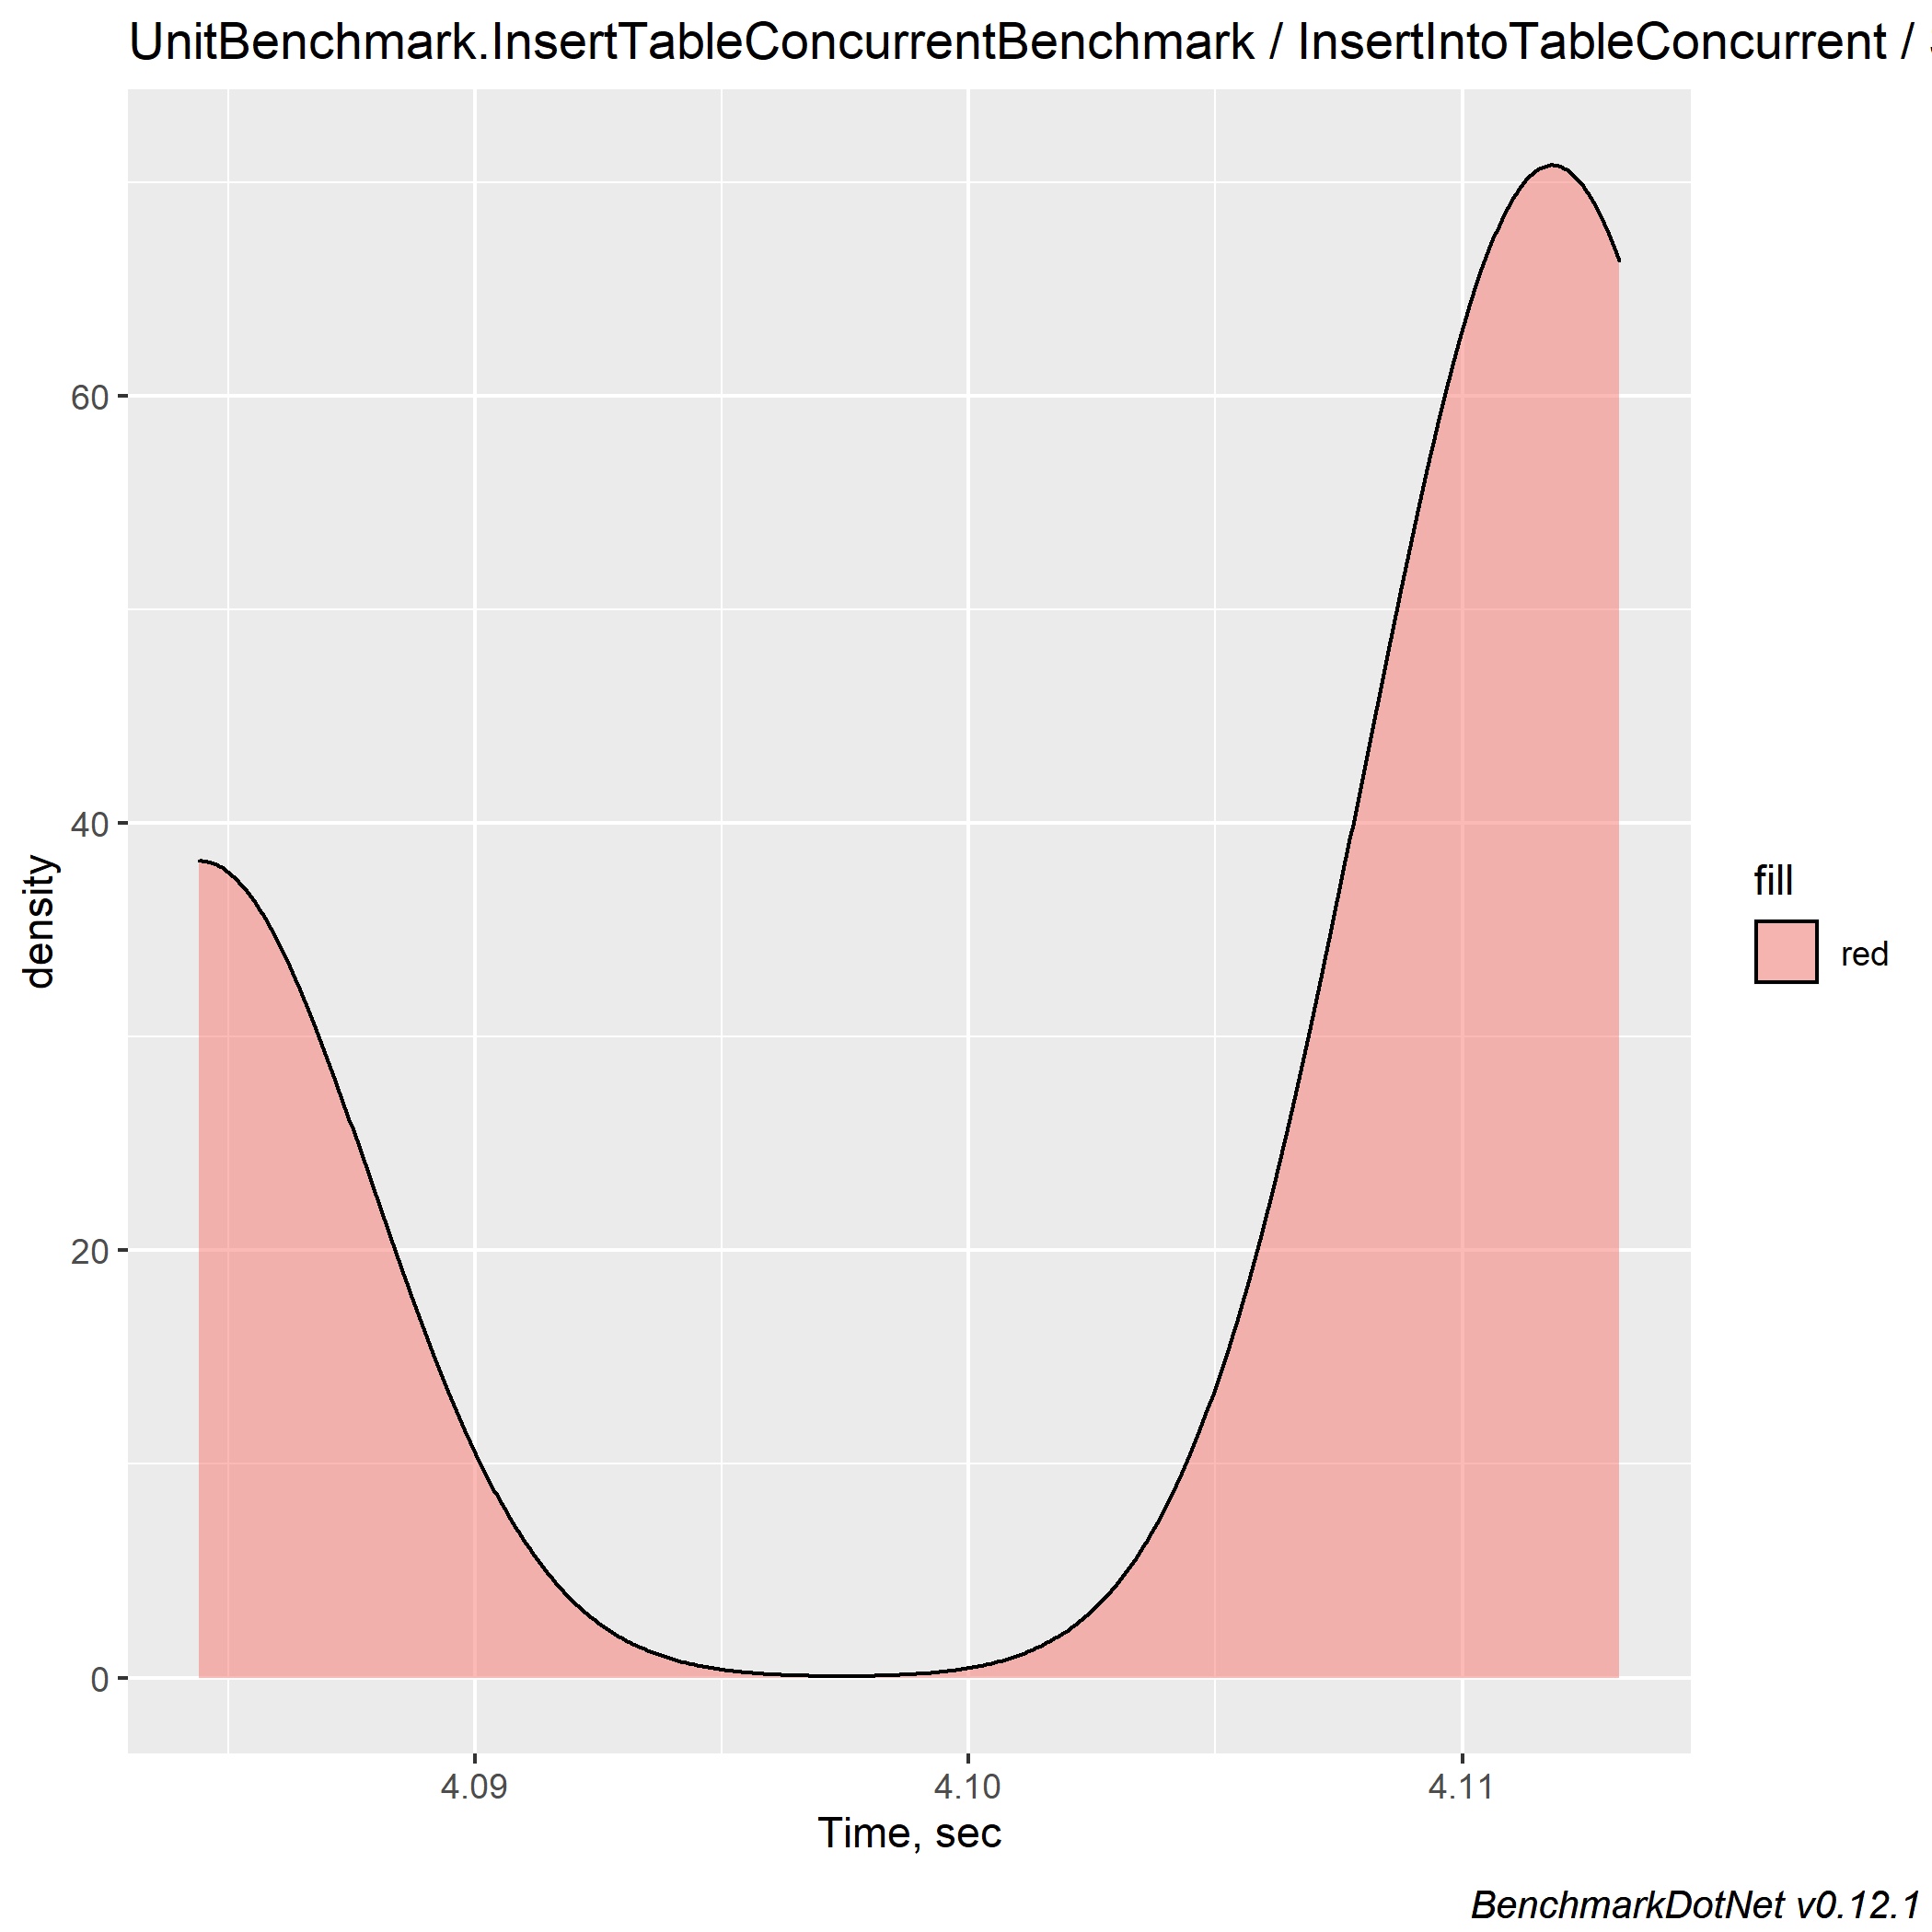 UnitBenchmark.InsertTableConcurrentBenchmark / InsertIntoTableConcurrent /
60
40
20
0
density
4.09
4.10
4.11
Time, sec
fill
red
BenchmarkDotNet v0.12.1